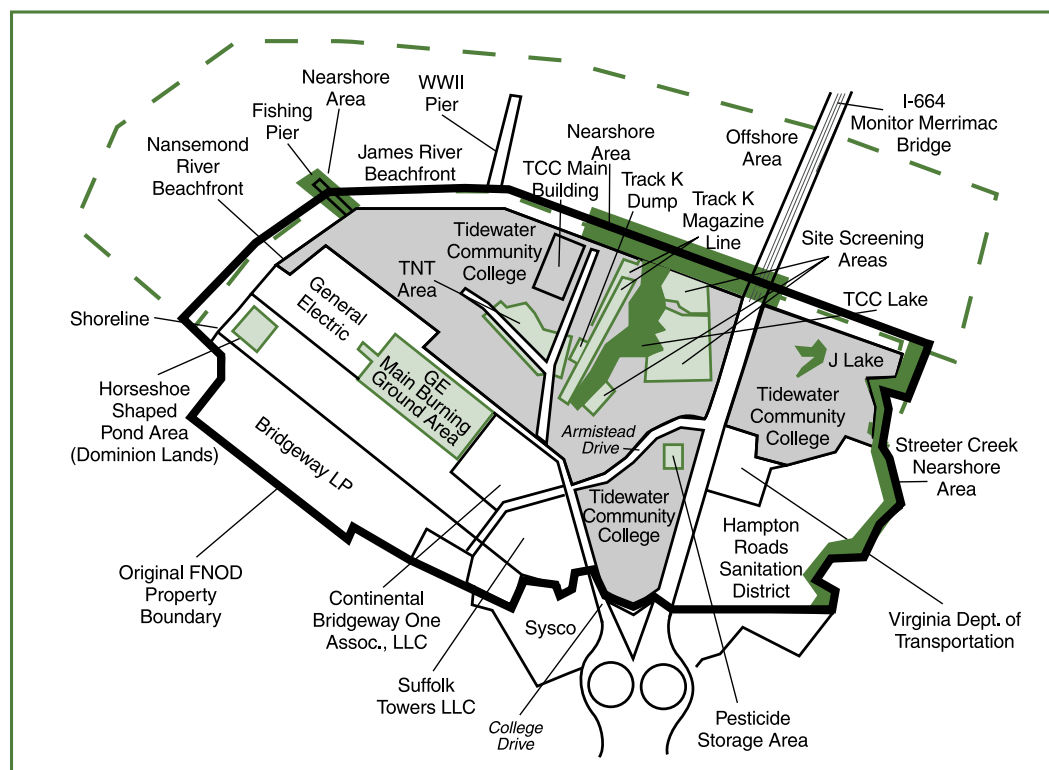 Nearshore
Area
WWII
Pier
I-664
Monitor Merrimac
Bridge
Fishing
Pier
Nearshore
Area
Offshore
Area
Nansemond
River
Beachfront
James River
Beachfront
TCC Main
Building
Track K
Dump
Track K
Magazine
Line
Tidewater
Community
College
Site Screening
Areas
TNT
Area
General
Electric
TCC Lake
Shoreline
J Lake
GE
Main Burning
Ground Area
Horseshoe
Shaped
Pond Area
(Dominion Lands)
Tidewater
Community
College
Bridgeway LP
Armistead
Drive
Streeter Creek
Nearshore
Area
Tidewater
Community
College
Hampton
Roads
Sanitation
District
Original FNOD
Property
Boundary
Continental
Bridgeway One
Assoc., LLC
Sysco
Virginia Dept. of
Transportation
Suffolk
Towers LLC
College
Drive
Pesticide
Storage Area